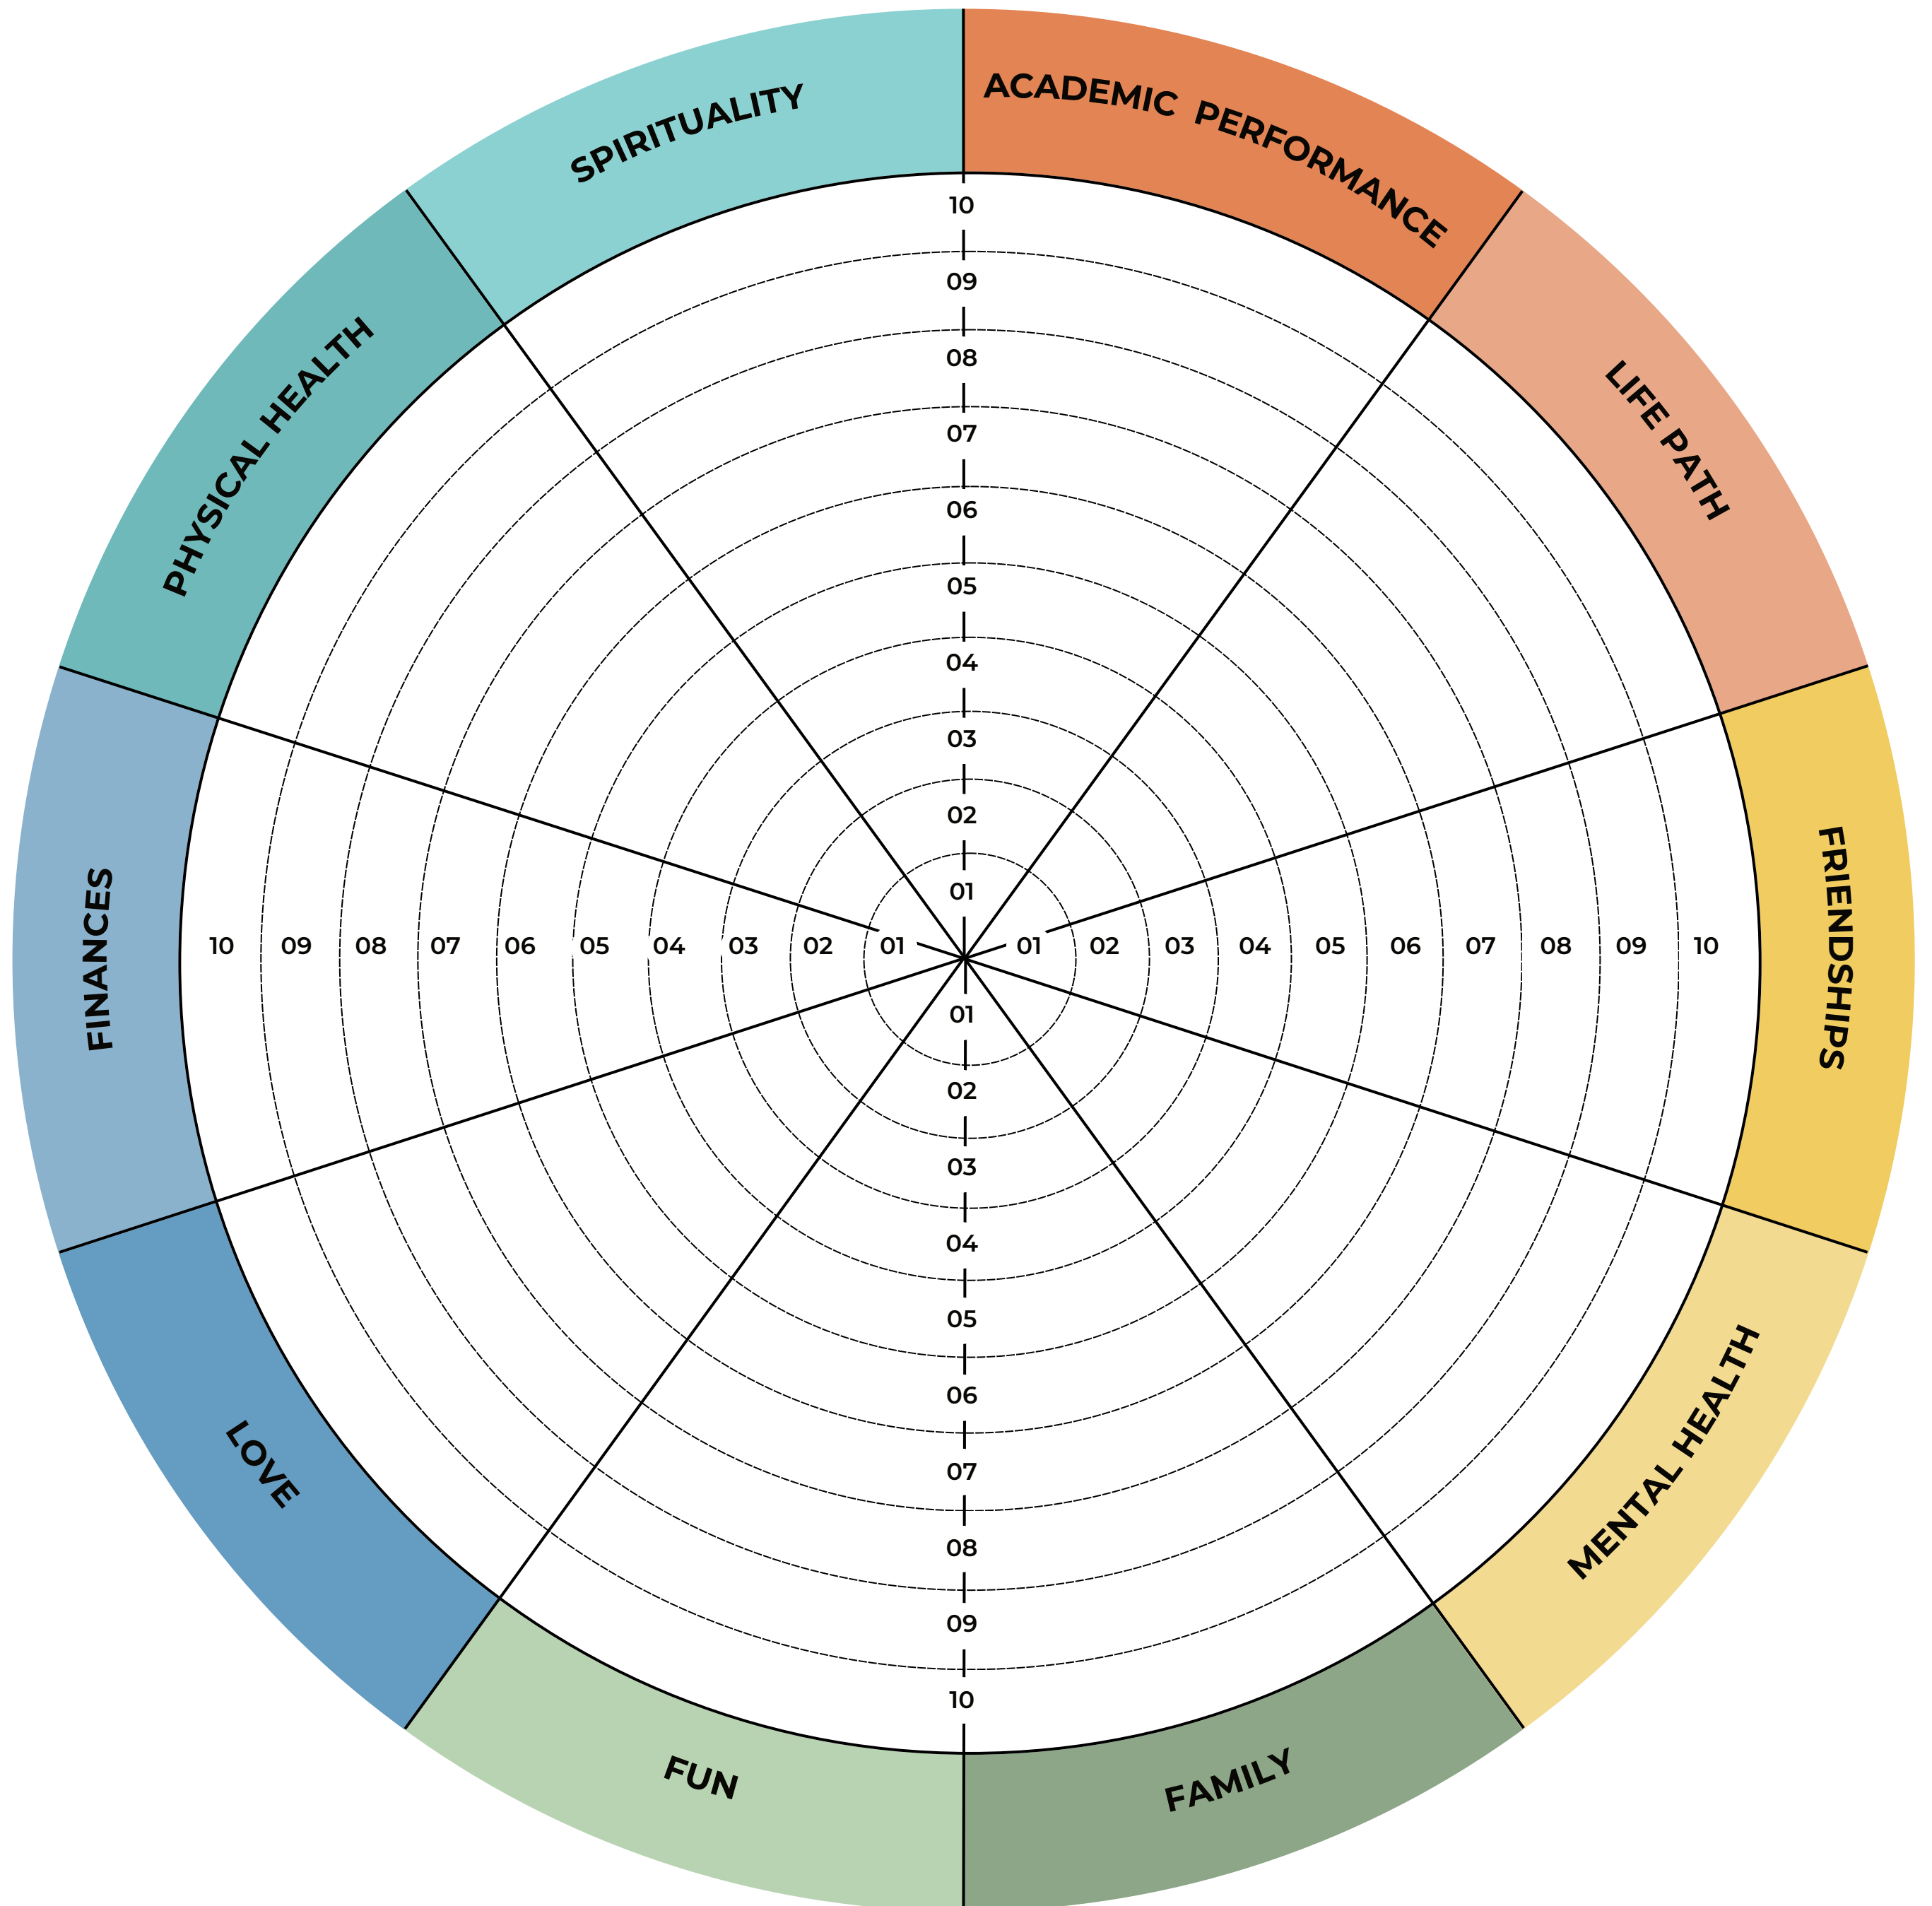 SPIRITUALITY
ACADEMIC PERFORMANCE
LIFE PATH
FRIENDSHIPS
MENTAL HEALTH
FAMILY
FUN
LOVE
FINANCES
PHYSICAL HEALTH
10
09
08
07
06
05
04
03
02
01
10 09 08 07 06 05 04 03 02 01 01 02 03 04 05 06 07 08 09 10
01
02
03
04
05
06
07
08
09
10